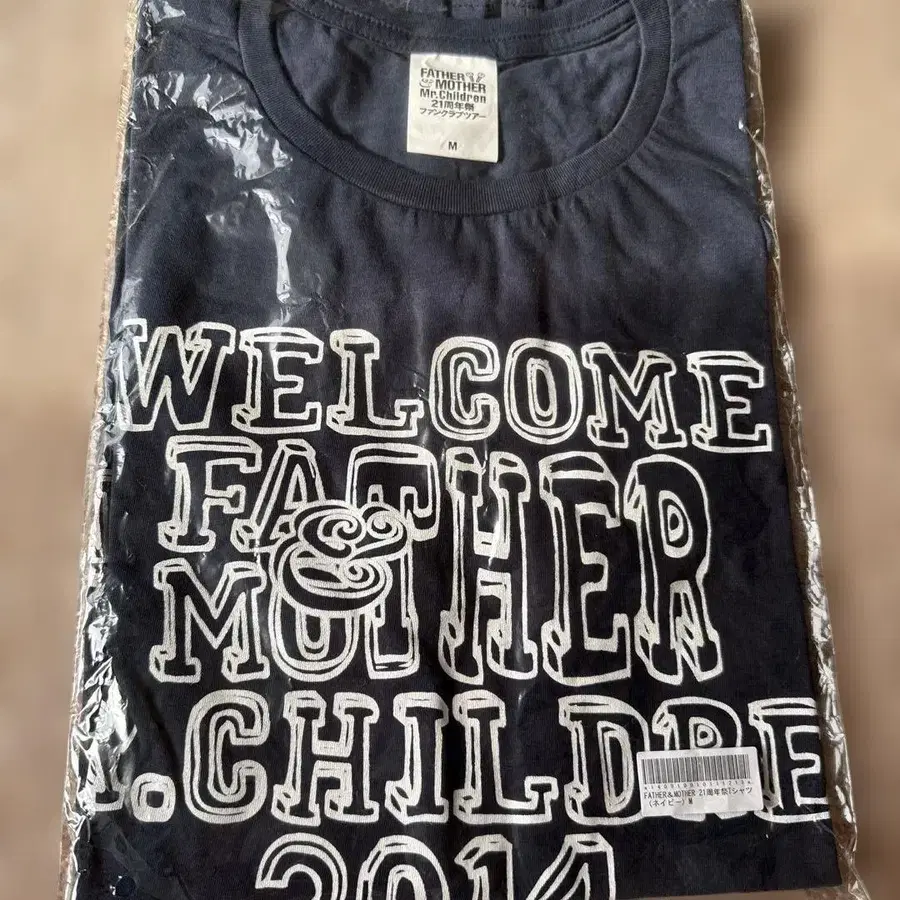 FATHER
& MOTHER
Mr.Children
21周年祭
ファンクラブツアー
M
WELCOME
FATHER
&
MOTHER
.CHILDRE
2014
FATHER&MOTHER 21周年祭Tシャツ
(ネイビー) M